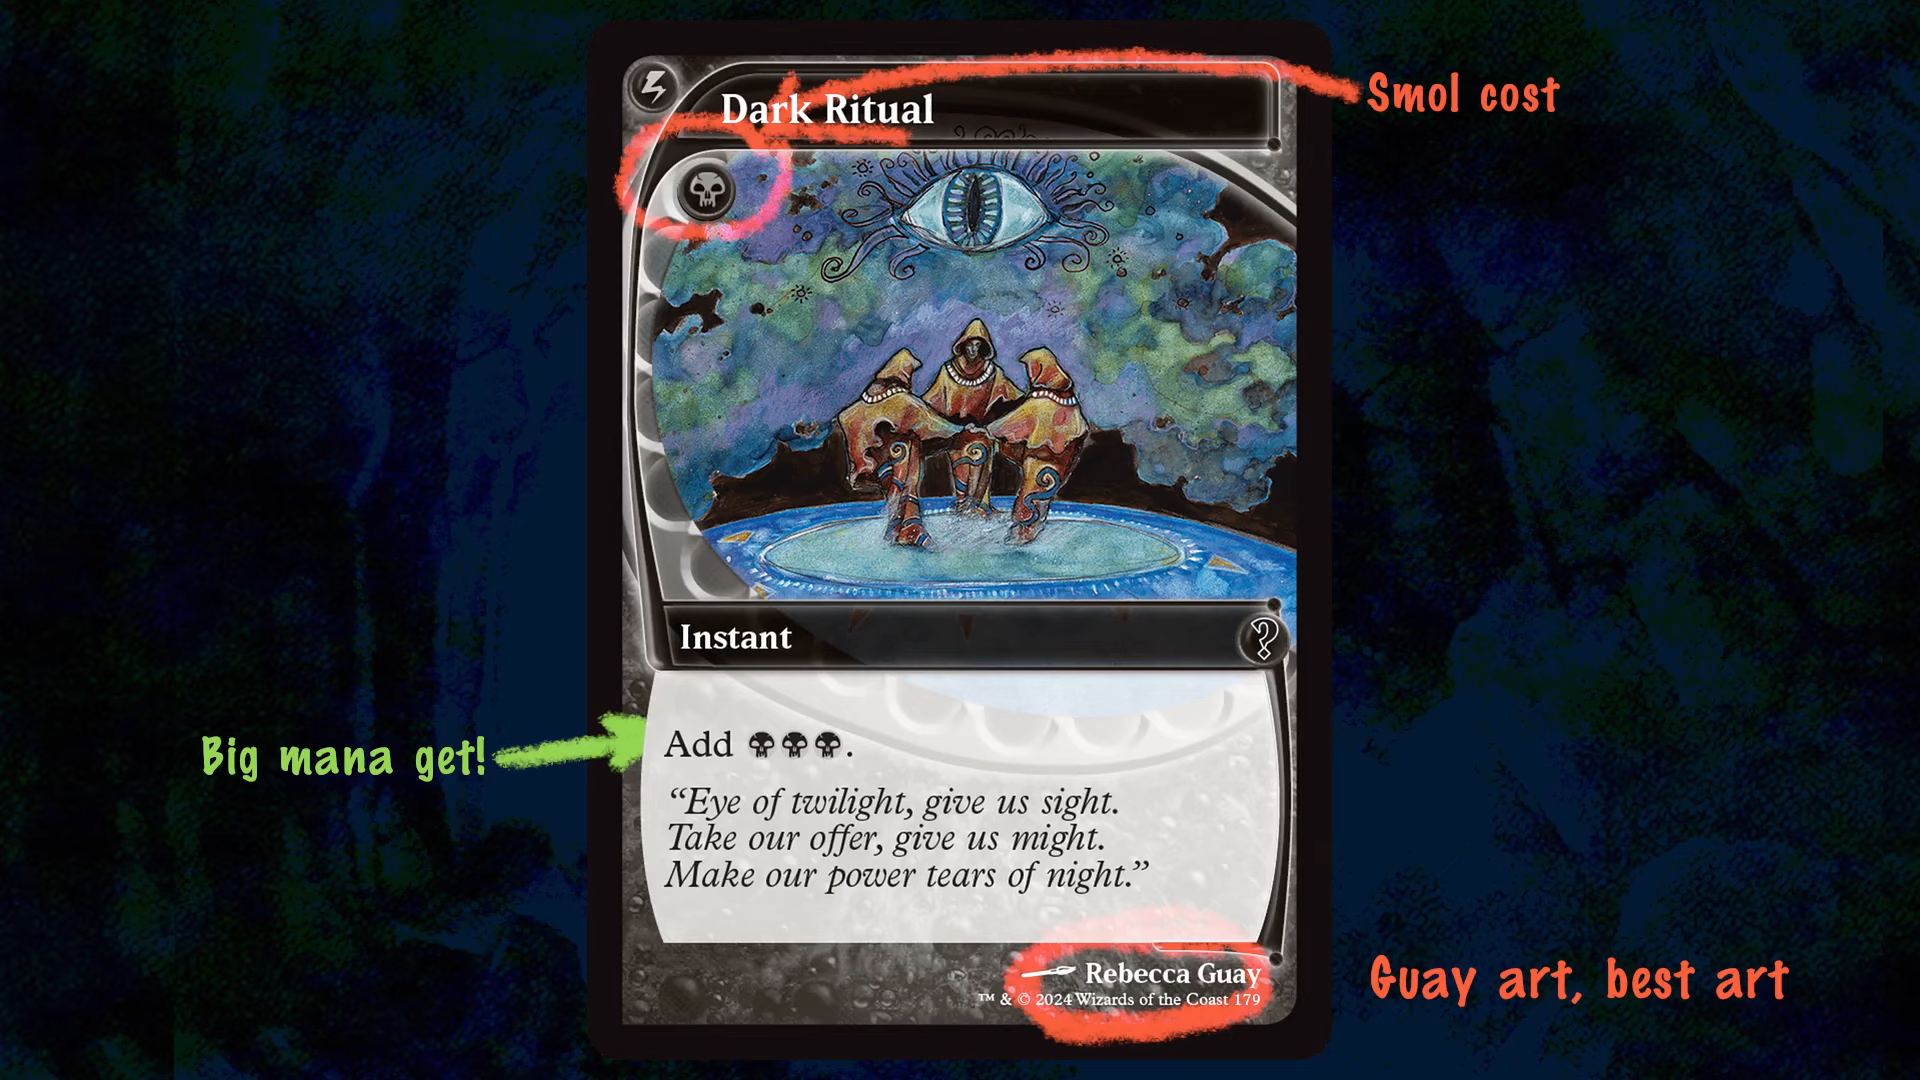 Smol cost
Dark Ritual
Instant
Big mana get!
Add .
“Eye of twilight, give us sight.
Take our offer, give us might.
Make our power tears of night.”
Rebecca Guay
™ & © 2024 Wizards of the Coast 179
Guay art, best art